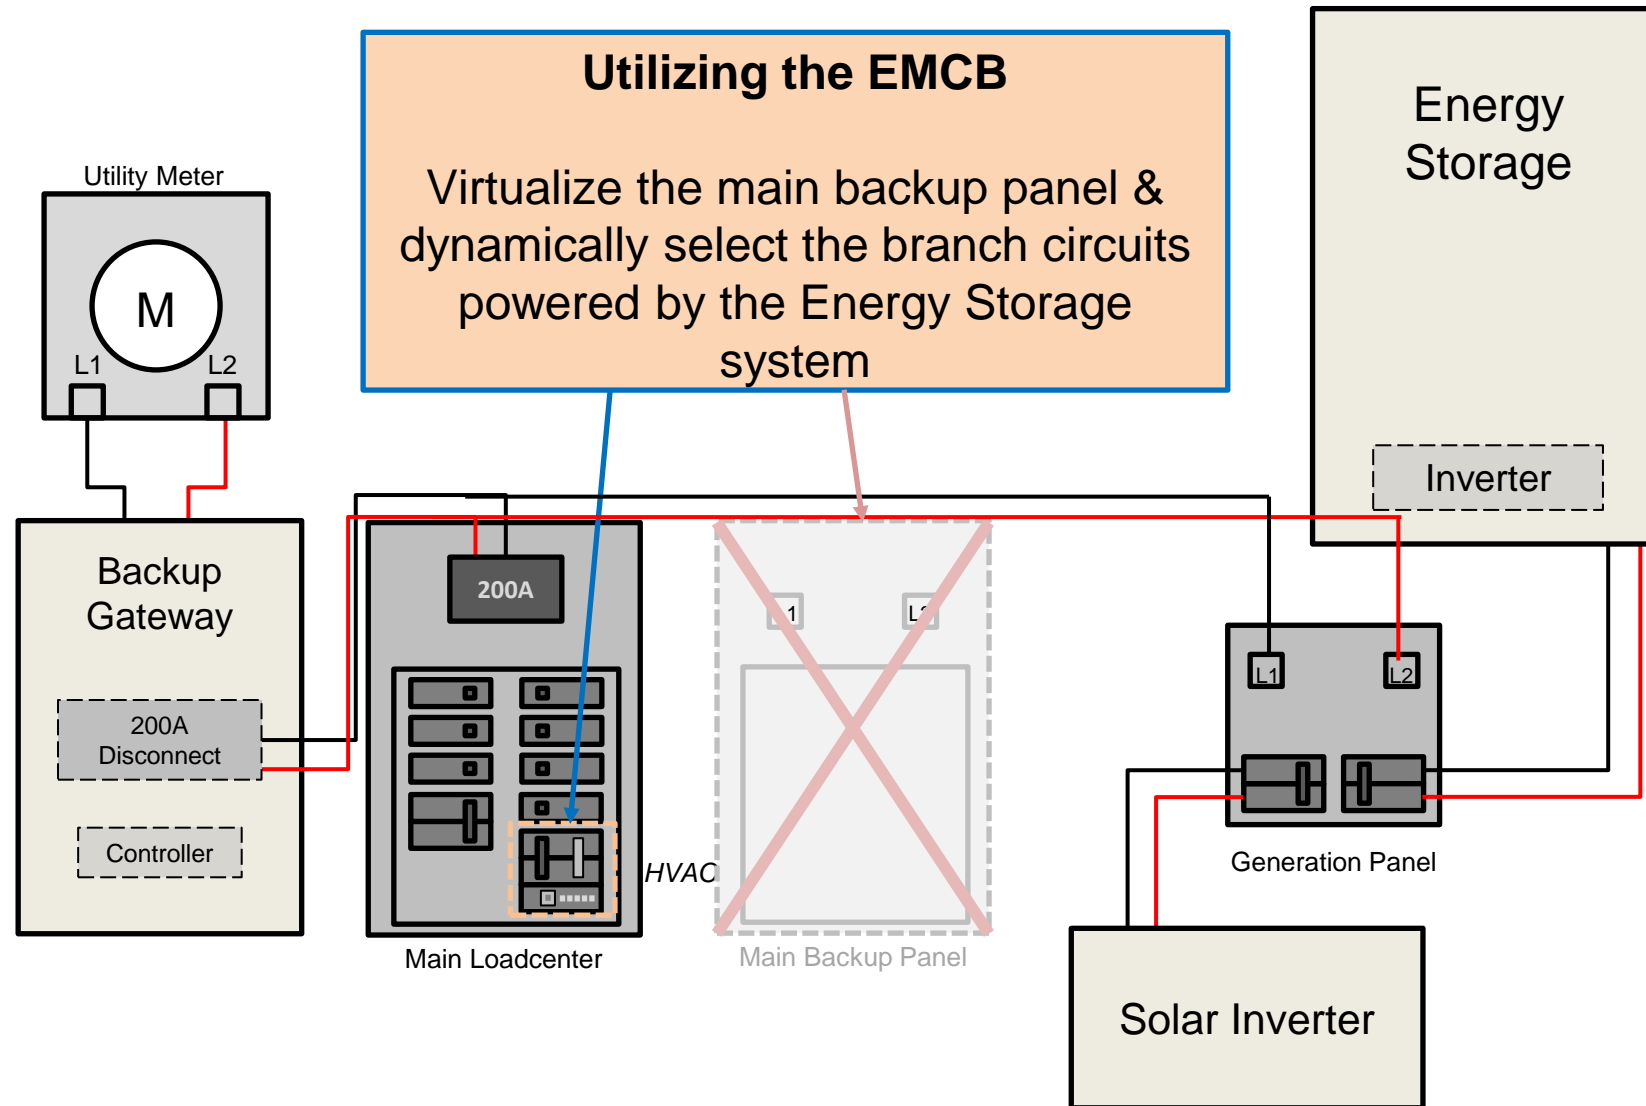 Utilizing the EMCB
Virtualize the main backup panel &
dynamically select the branch circuits
powered by the Energy Storage
system
Energy
Storage
Inverter
Utility Meter
M
L1
L2
Backup
Gateway
200A
Disconnect
Controller
200A
HVAC
Main Loadcenter
L1
L2
Main Backup Panel
L1
L2
Generation Panel
Solar Inverter